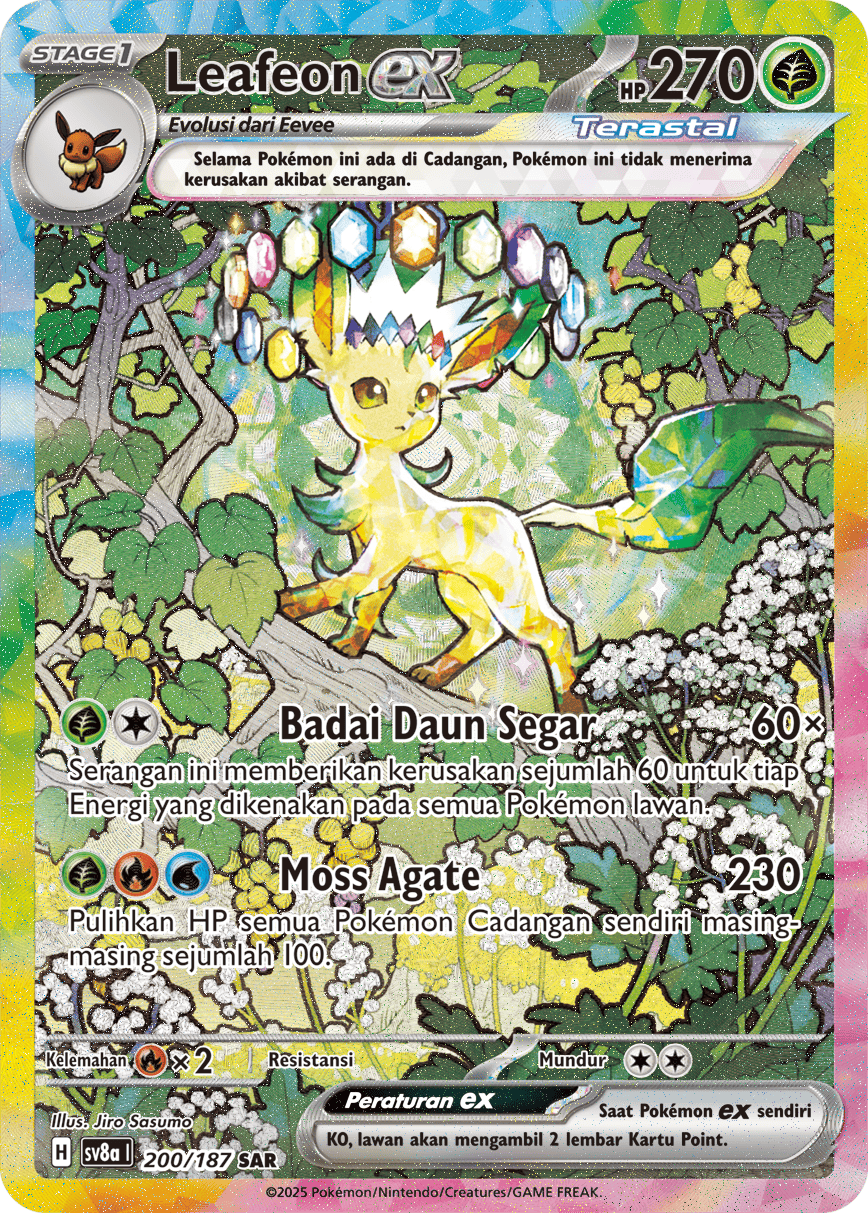 STAGE1
Leafeon ex HP270
Evolusi dari Eevee
Terastal
Selama Pokémon ini ada di Cadangan, Pokémon ini tidak menerima
kerusakan akibat serangan.
Badai Daun Segar 60×
Serangan ini memberikan kerusakan sejumlah 60 untuk tiap
Energi yang dikenakan pada semua Pokémon lawan.
Moss Agate 230
Pulihkan HP semua Pokémon Cadangan sendiri masing-
masing sejumlah 100.
Kelemahan ×2 Resistansi Mundur
Peraturan ex
Saat Pokémon ex sendiri
KO, lawan akan mengambil 2 lembar Kartu Point.
Illus. Jiro Sasumo
H sv8a I 200/187 SAR
©2025 Pokémon/Nintendo/Creatures/GAME FREAK.